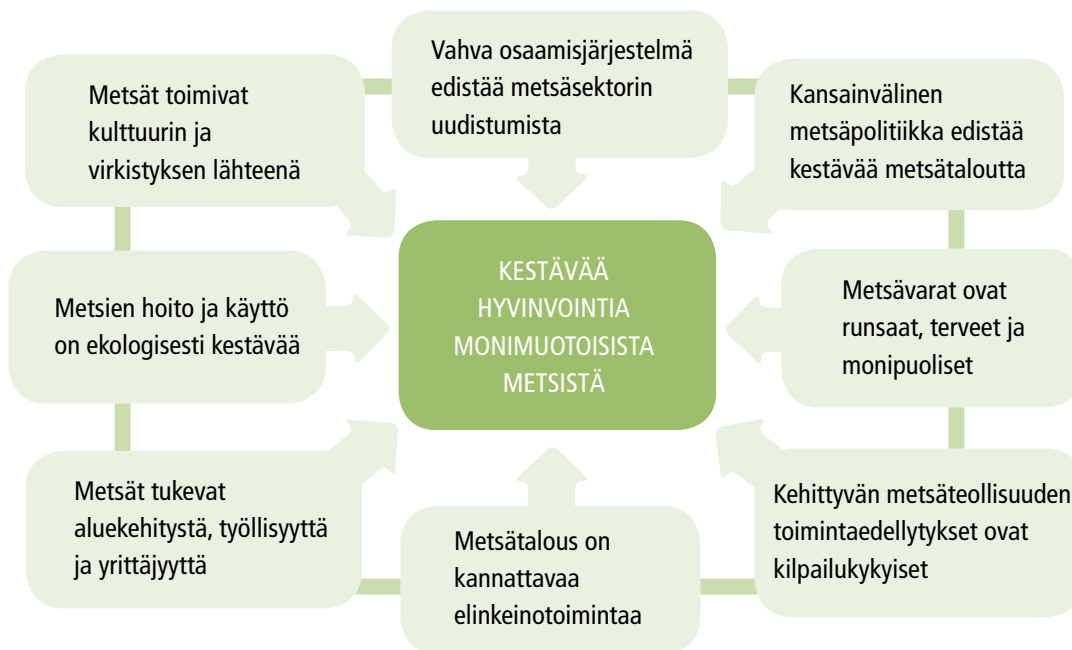 Vahva osaamisjärjestelmä
edistää metsäsektorin
uudistumista
Metsät toimivat
kulttuurin ja
virkistyksen lähteenä
Kansainvälinen
metsäpolitiikka edistää
kestävää metsätaloutta
Metsien hoito ja käyttö
on ekologisesti kestävää
KESTÄVÄÄ
HYVINVOINTIA
MONIMUOTOISISTA
METSISTÄ
Metsävarat ovat
runsaat, terveet ja
monipuoliset
Metsät tukevat
aluekehitystä, työllisyyttä
ja yrittäjyyttä
Metsätalous on
kannattavaa
elinkeinotoimintaa
Kehittyvän metsäteollisuuden
toimintaedellytykset ovat
kilpailukykyiset